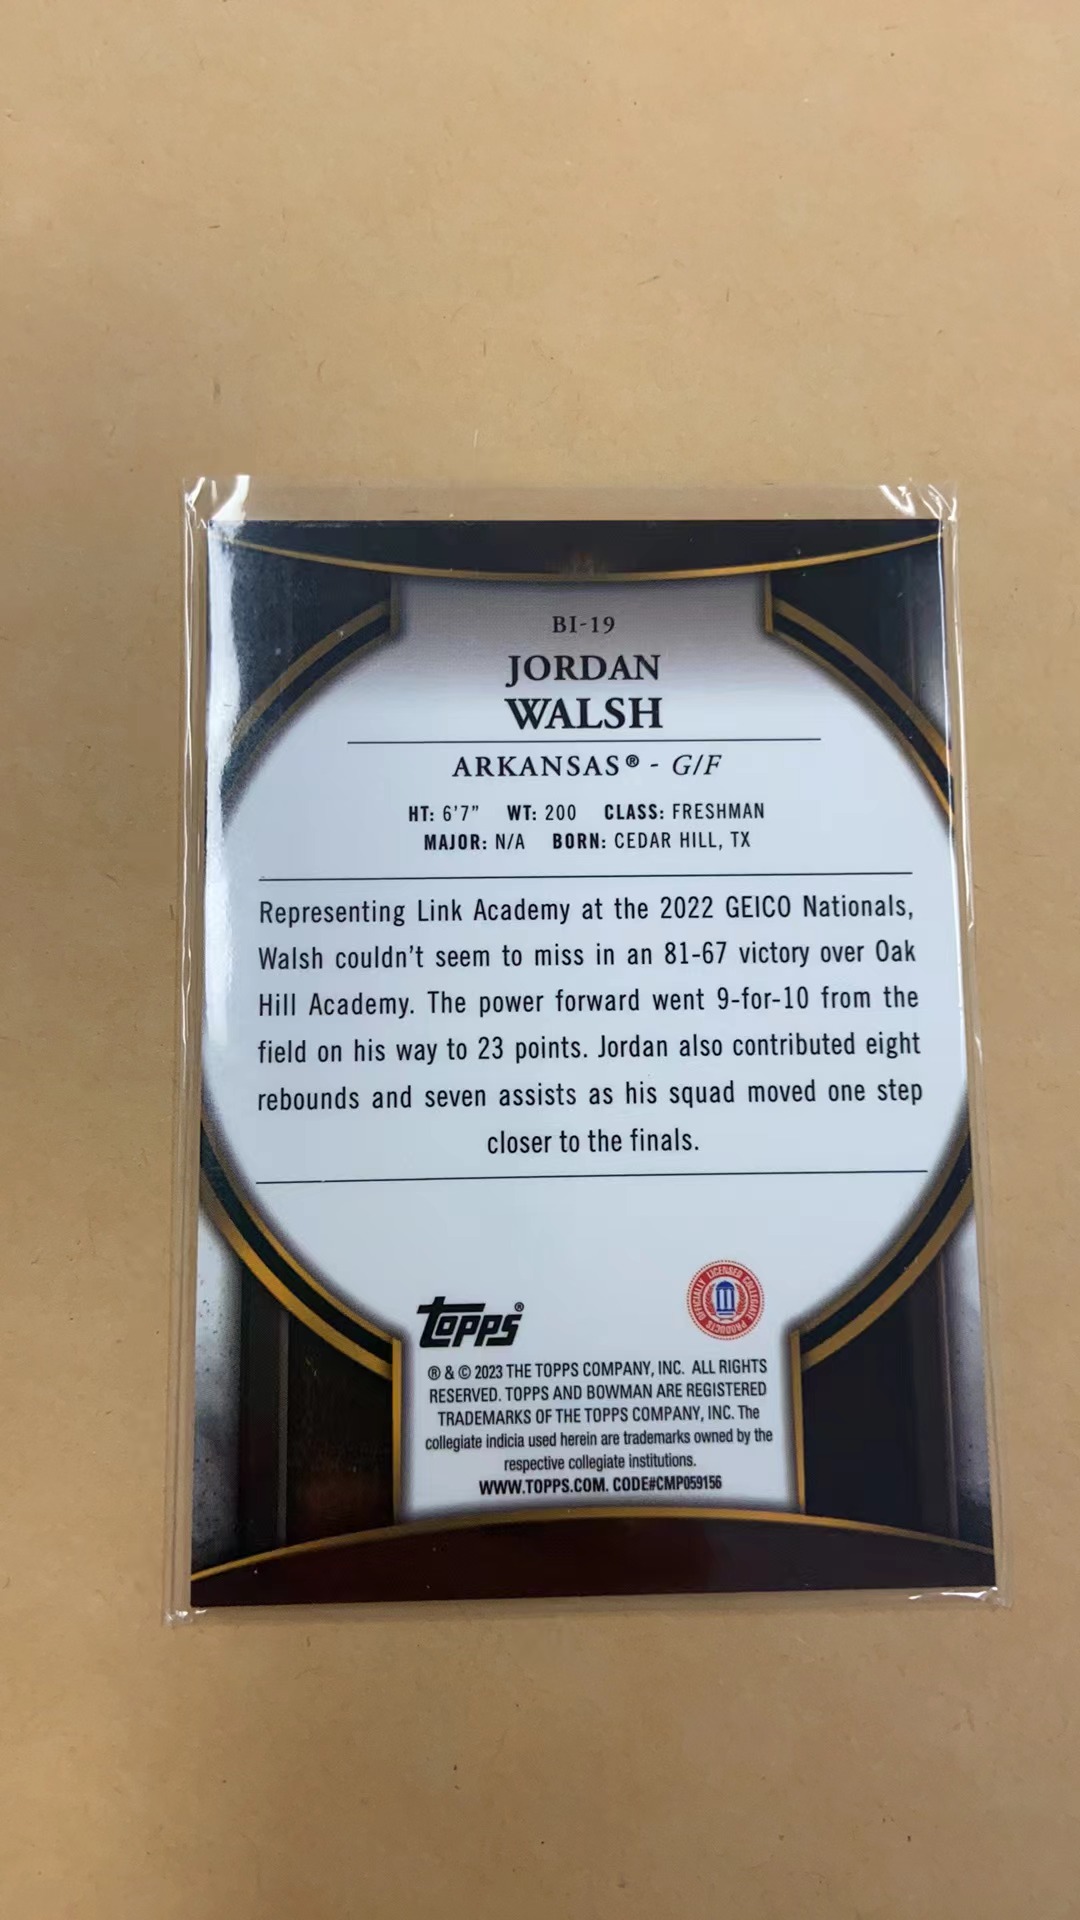 BI-19
JORDAN
WALSH
ARKANSAS® - G/F
HT: 6'7" WT: 200 CLASS: FRESHMAN
MAJOR: N/A BORN: CEDAR HILL, TX
Representing Link Academy at the 2022 GEICO Nationals,
Walsh couldn't seem to miss in an 81-67 victory over Oak
Hill Academy. The power forward went 9-for-10 from the
field on his way to 23 points. Jordan also contributed eight
rebounds and seven assists as his squad moved one step
closer to the finals.
Topps®
OFFICIALLY LICENSED COLLEGIATE PRODUCTS
® & © 2023 THE TOPPS COMPANY, INC. ALL RIGHTS
RESERVED. TOPPS AND BOWMAN ARE REGISTERED
TRADEMARKS OF THE TOPPS COMPANY, INC. The
collegiate indicia used herein are trademarks owned by the
respective collegiate institutions.
WWW.TOPPS.COM. CODE#CMP059156